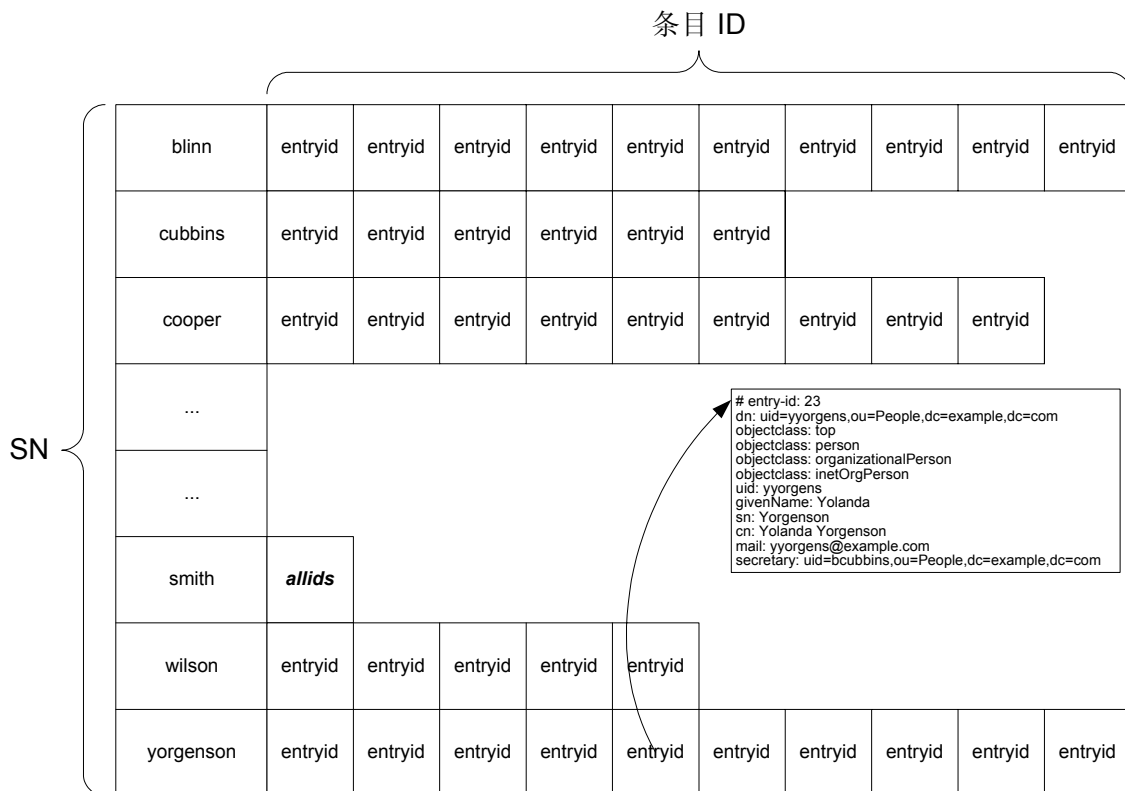 条目 ID
blinn entryid entryid entryid entryid entryid entryid entryid entryid entryid entryid
cubbins entryid entryid entryid entryid entryid entryid
cooper entryid entryid entryid entryid entryid entryid entryid entryid entryid
...
# entry-id: 23
dn: uid=yyorgens,ou=People,dc=example,dc=com
objectclass: top
objectclass: person
objectclass: organizationalPerson
objectclass: inetOrgPerson
uid: yyorgens
givenName: Yolanda
sn: Yorgenson
cn: Yolanda Yorgenson
mail: yyorgens@example.com
secretary: uid=bcubbins,ou=People,dc=example,dc=com
SN
...
smith allids
wilson entryid entryid entryid entryid entryid
yorgenson entryid entryid entryid entryid entryid entryid entryid entryid entryid entryid